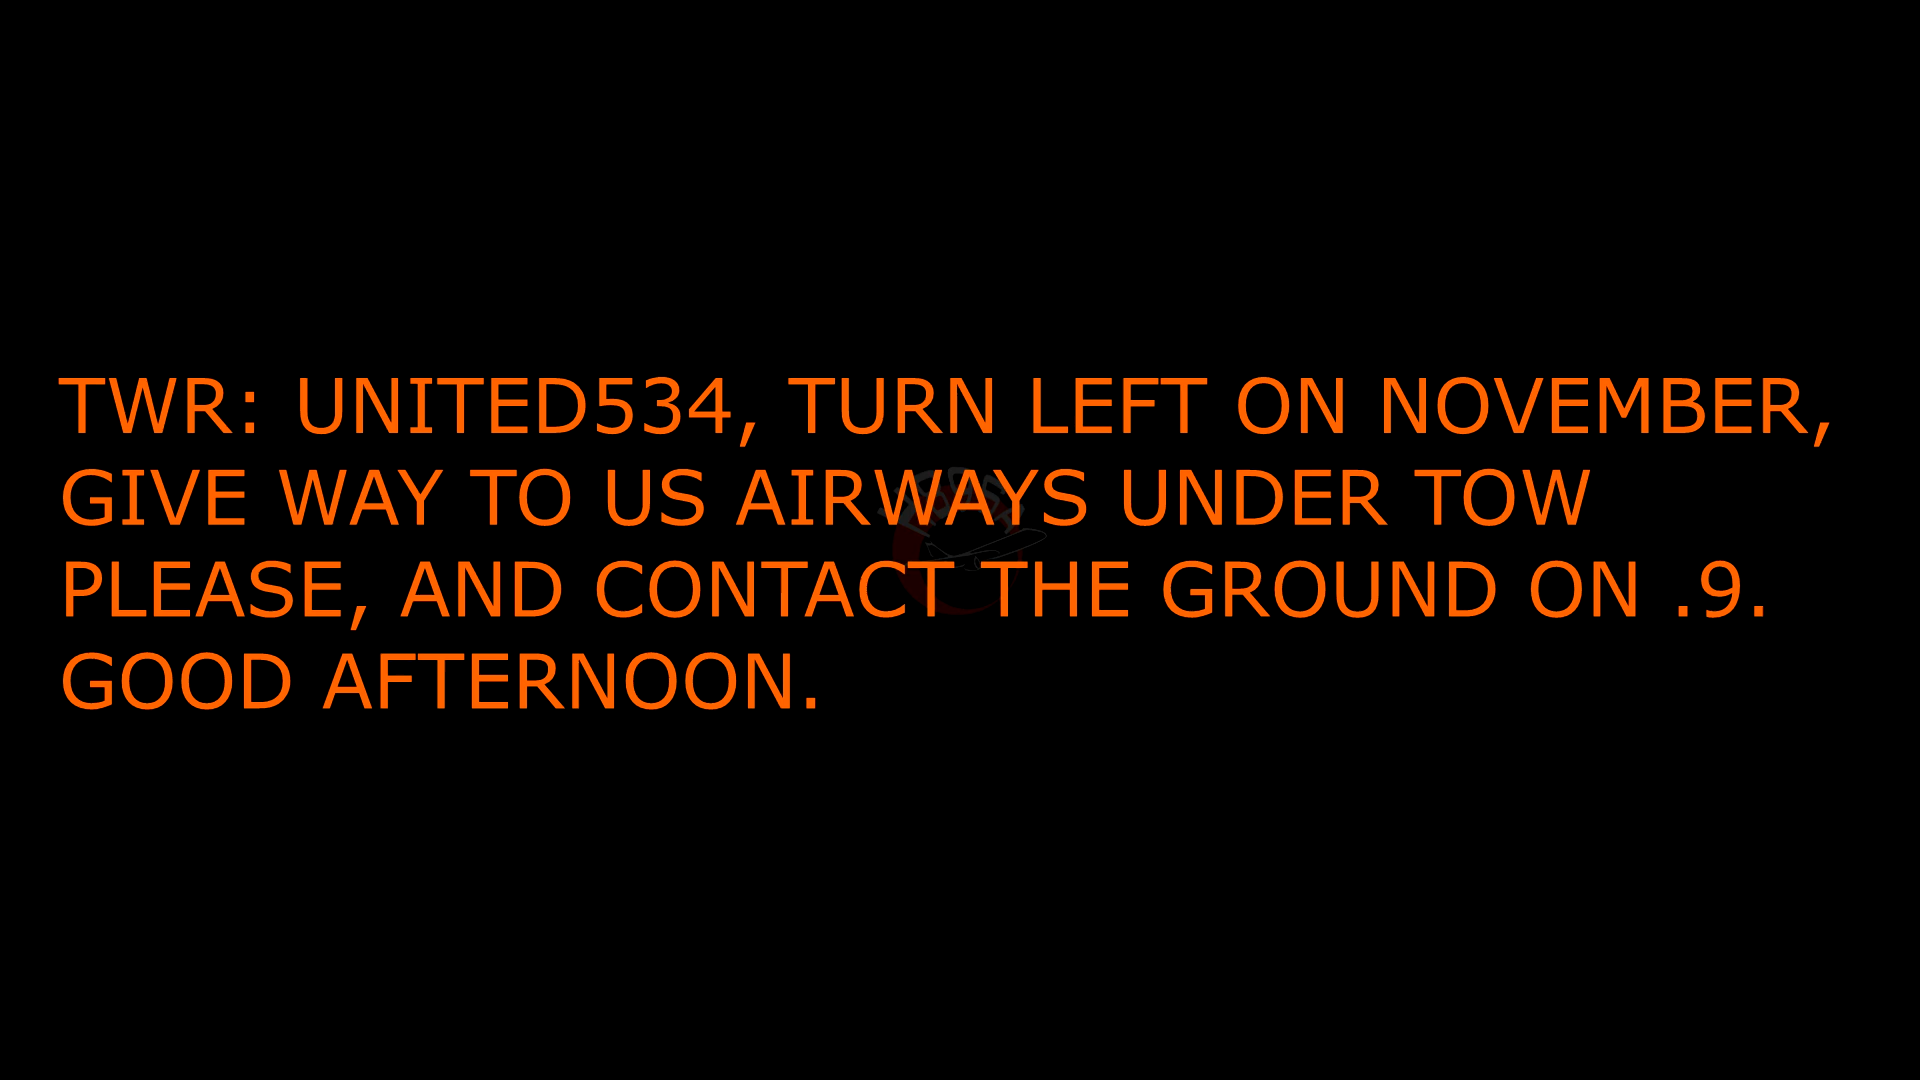 TWR: UNITED534, TURN LEFT ON NOVEMBER,
GIVE WAY TO US AIRWAYS UNDER TOW
PLEASE, AND CONTACT THE GROUND ON .9.
GOOD AFTERNOON.